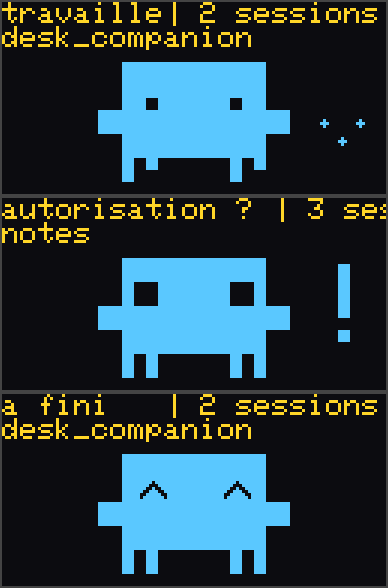 travaille| 2 sessions
desk_companion
autorisation ? | 3 ses
notes
!
a fini   | 2 sessions
desk_companion